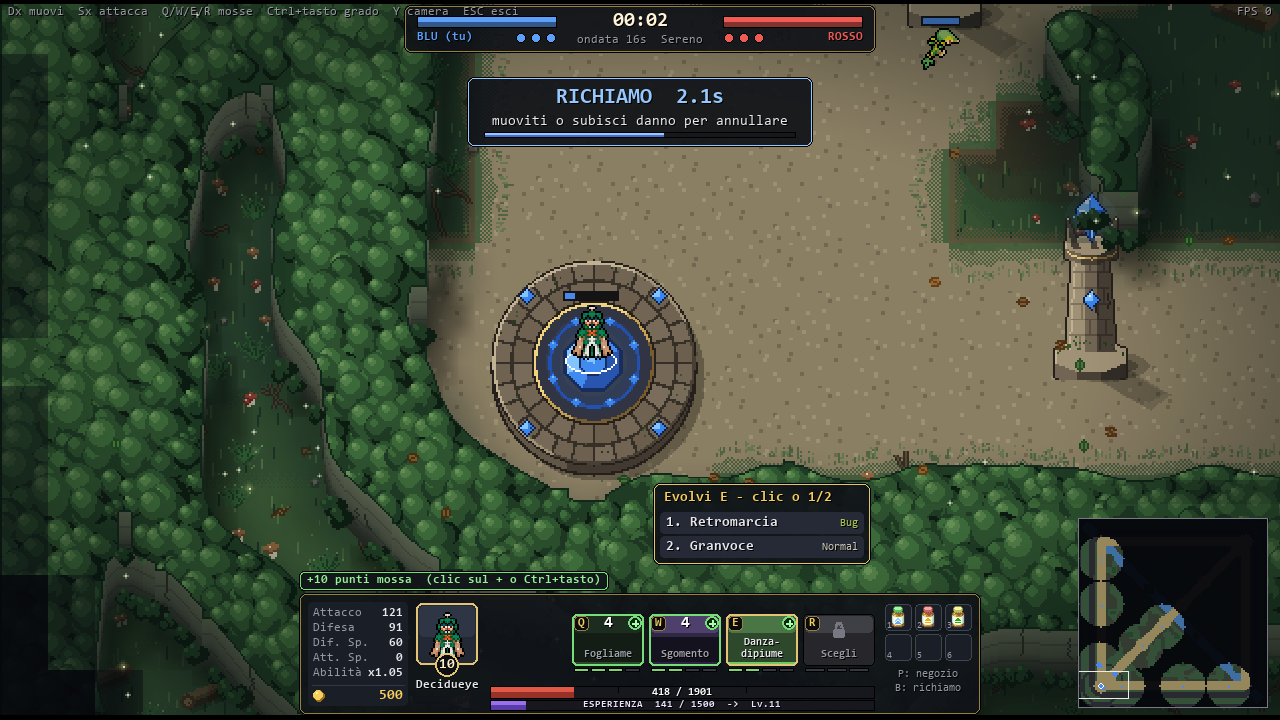 Dx muovi  Sx attacca  Q/W/E/R mosse  Ctrl+tasto grado  Y camera  ESC esci
FPS 0
00:02
BLU (tu)
ondata 16s  Sereno
ROSSO
RICHIAMO  2.1s
muoviti o subisci danno per annullare
Evolvi E - clic o 1/2
1. Retromarcia
Bug
2. Granvoce
Normal
+10 punti mossa  (clic sul + o Ctrl+tasto)
Attacco 121
Difesa 91
Dif. Sp. 60
Att. Sp. 0
Abilità x1.05
500
10
Decidueye
Q 4 +
Fogliame
W 4 +
Sgomento
E +
Danza-
dipiume
R
Scegli
1 2 3
4 5 6
P: negozio
B: richiamo
418 / 1901
ESPERIENZA  141 / 1500  ->  Lv.11